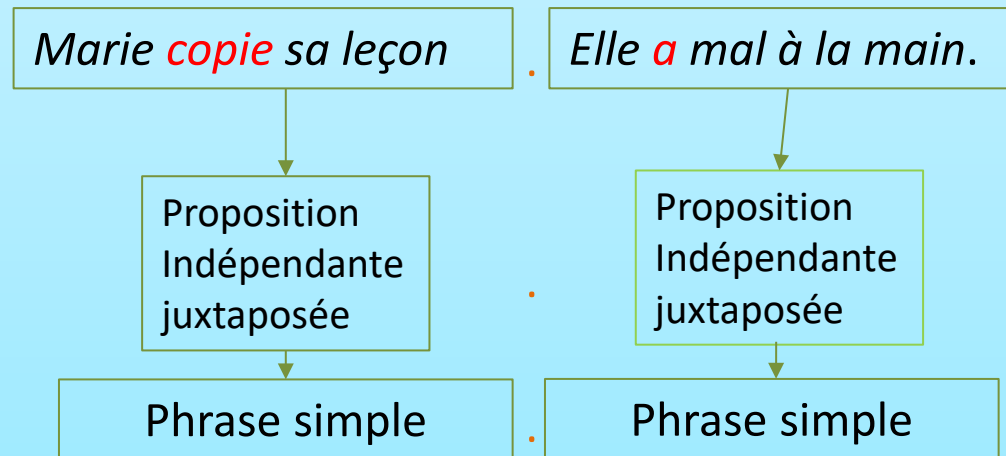 Marie copie sa leçon . Elle a mal à la main.
Proposition
Indépendante
juxtaposée
.
Proposition
Indépendante
juxtaposée
Phrase simple . Phrase simple